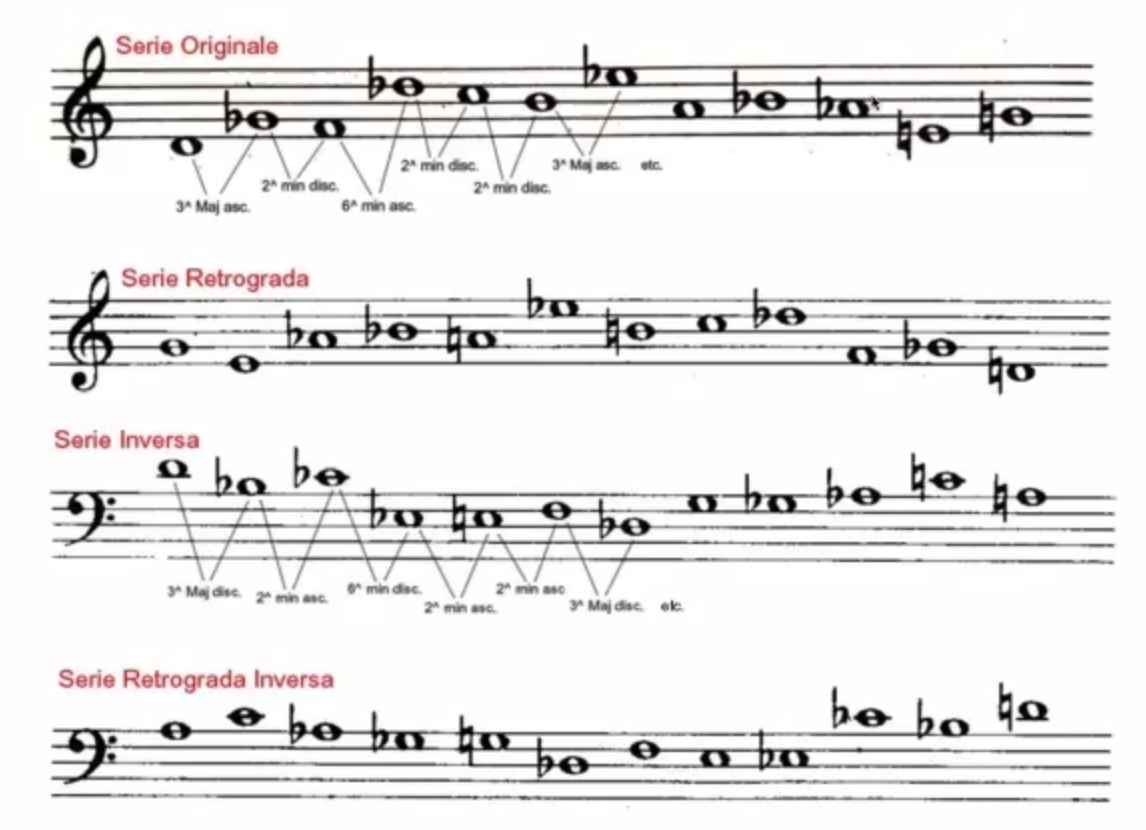 Serie Originale
2^ min disc. 3^ Maj asc. etc.
2^ min disc. 2^ min disc.
3^ Maj asc. 6^ min asc.
Serie Retrograda
Serie Inversa
3^ Maj disc. 2^ min asc. 6^ min disc. 2^ min asc
2^ min asc. 3^ Maj disc. etc.
Serie Retrograda Inversa